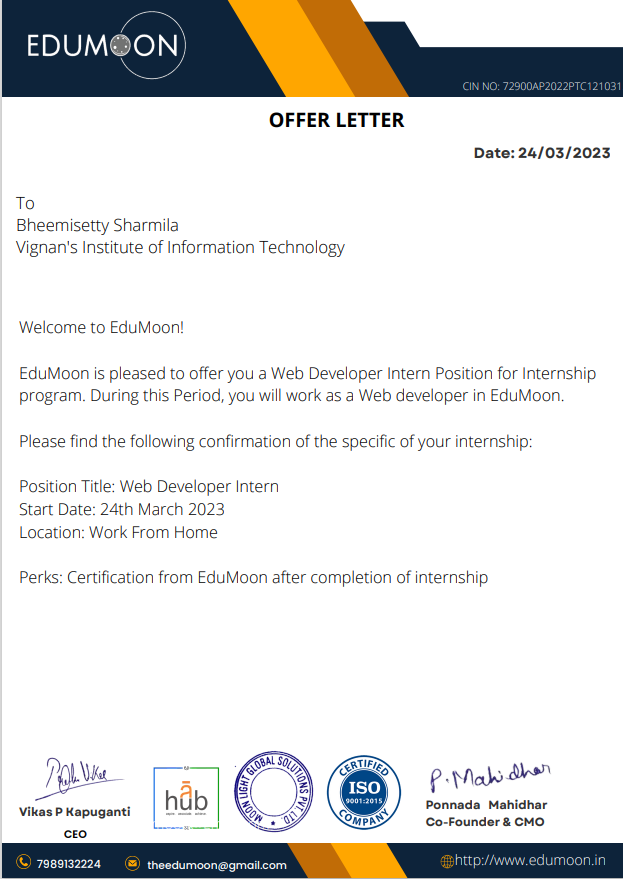 EDUMOON
CIN NO: 72900AP2022PTC121031
OFFER LETTER
Date: 24/03/2023
To
Bheemisetty Sharmila
Vignan's Institute of Information Technology
Welcome to EduMoon!
EduMoon is pleased to offer you a Web Developer Intern Position for Internship
program. During this Period, you will work as a Web developer in EduMoon.
Please find the following confirmation of the specific of your internship:
Position Title: Web Developer Intern
Start Date: 24th March 2023
Location: Work From Home
Perks: Certification from EduMoon after completion of internship
Vikas P Kapuganti
CEO
hāb
MOON LIGHT GLOBAL SOLUTIONS PVT. LTD.
CERTIFIED
ISO
9001:2015
COMPANY
P. Mahidhar
Ponnada Mahidhar
Co-Founder & CMO
7989132224
theedumoon@gmail.com
http://www.edumoon.in